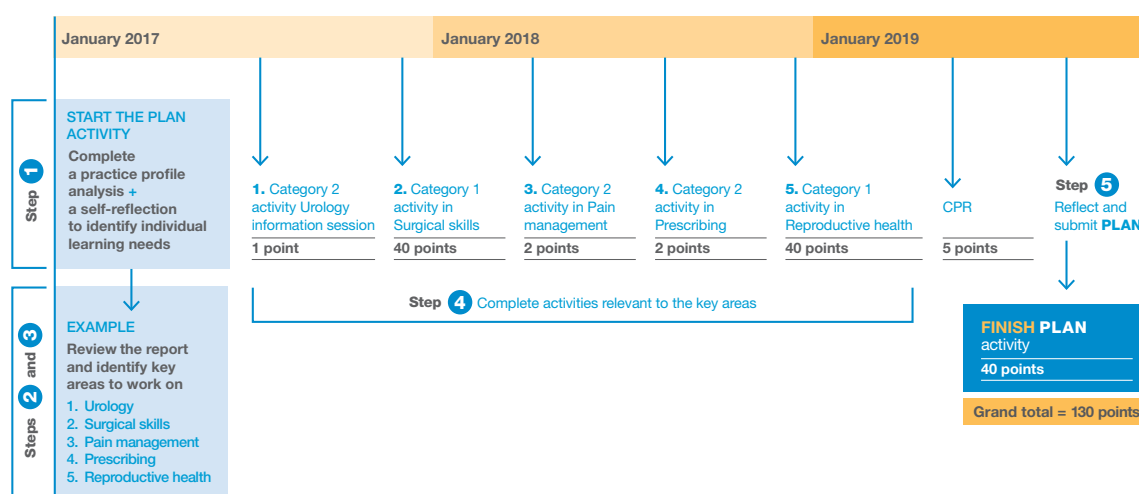 January 2017
January 2018
January 2019
Step 1
START THE PLAN
ACTIVITY
Complete
a practice profile
analysis +
a self-reflection
to identify individual
learning needs
1. Category 2
activity Urology
information session
1 point
2. Category 1
activity in
Surgical skills
40 points
3. Category 2
activity in Pain
management
2 points
4. Category 2
activity in
Prescribing
2 points
5. Category 1
activity in
Reproductive health
40 points
CPR
5 points
Step 5
Reflect and
submit PLAN
Step 4 Complete activities relevant to the key areas
Steps 2 and 3
EXAMPLE
Review the report
and identify key
areas to work on
1. Urology
2. Surgical skills
3. Pain management
4. Prescribing
5. Reproductive health
FINISH PLAN
activity
40 points
Grand total = 130 points